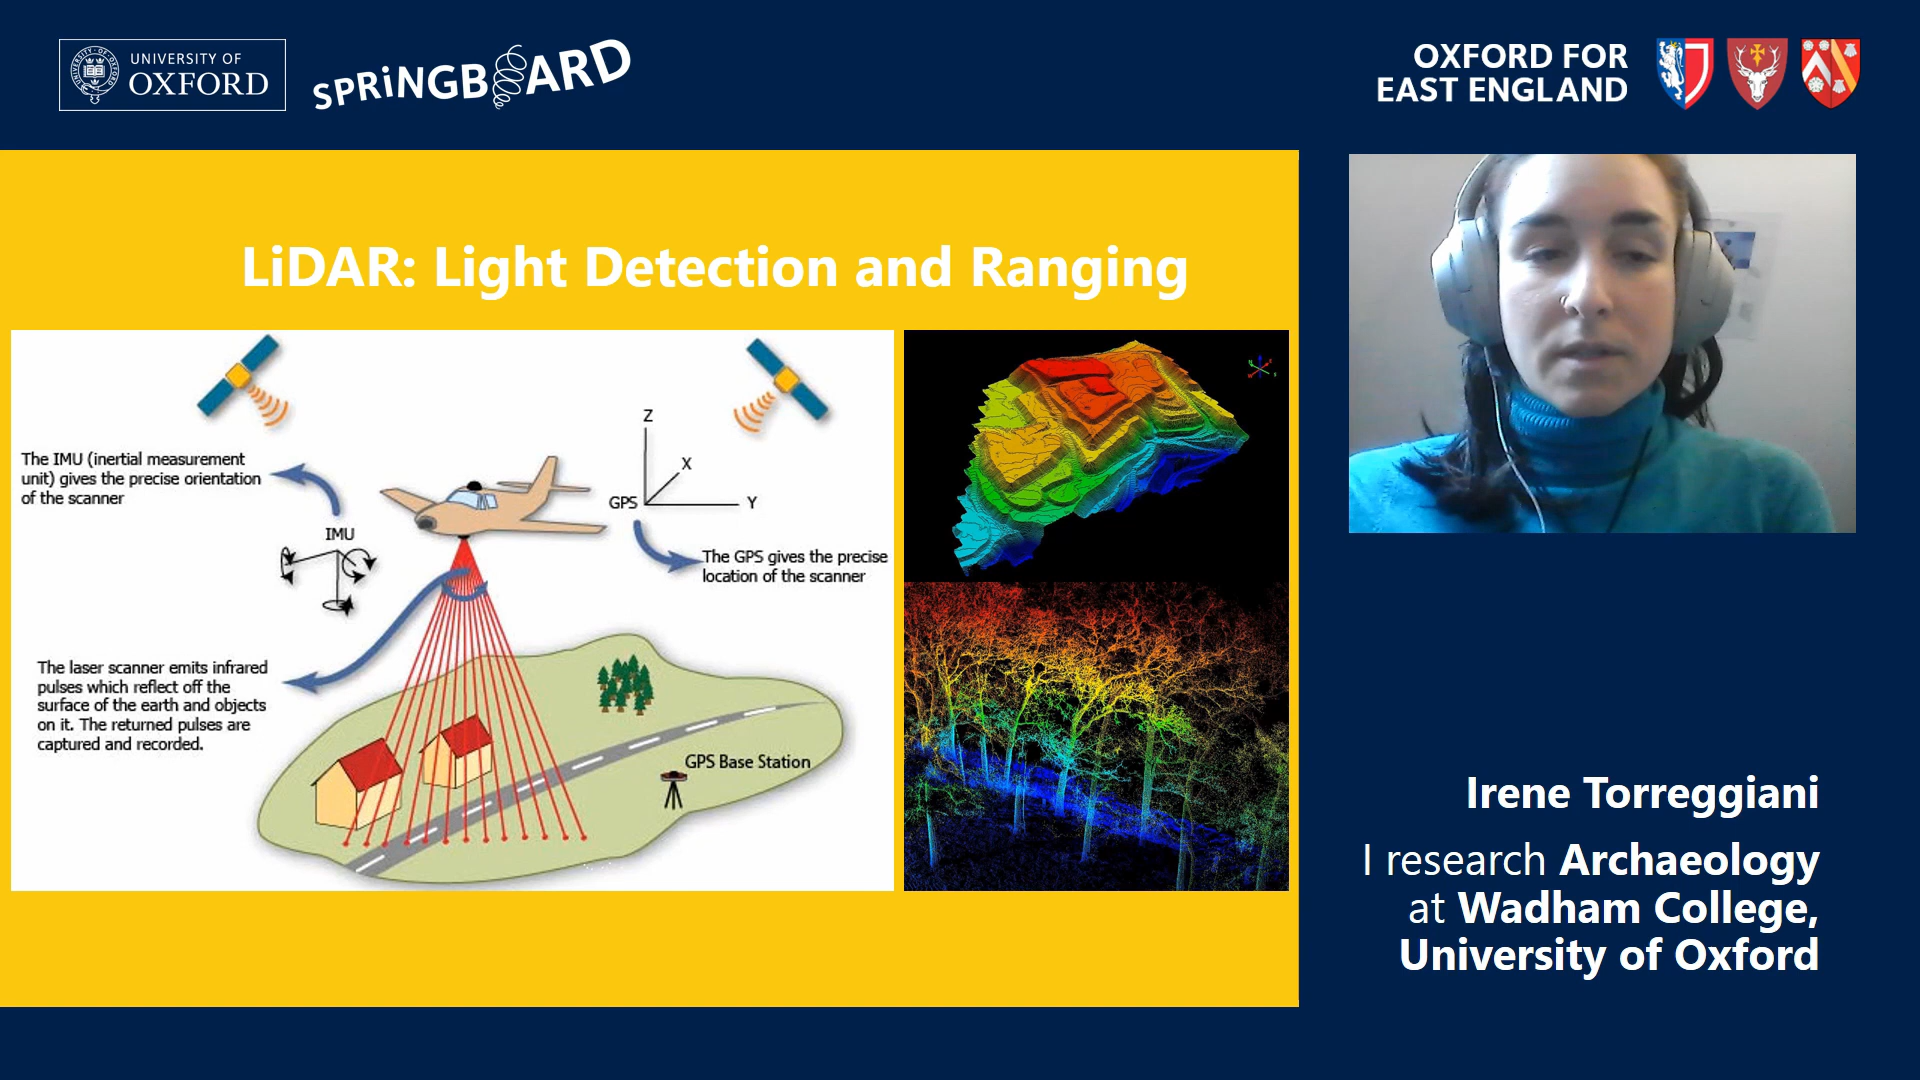 UNIVERSITY OF
OXFORD
SPRiNGBOARD
OXFORD FOR
EAST ENGLAND
LiDAR: Light Detection and Ranging
The IMU (inertial measurement
unit) gives the precise orientation
of the scanner
IMU
Z
X
GPS
Y
The GPS gives the precise
location of the scanner
The laser scanner emits infrared
pulses which reflect off the
surface of the earth and objects
on it. The returned pulses are
captured and recorded.
GPS Base Station
Irene Torreggiani
I research Archaeology
at Wadham College,
University of Oxford